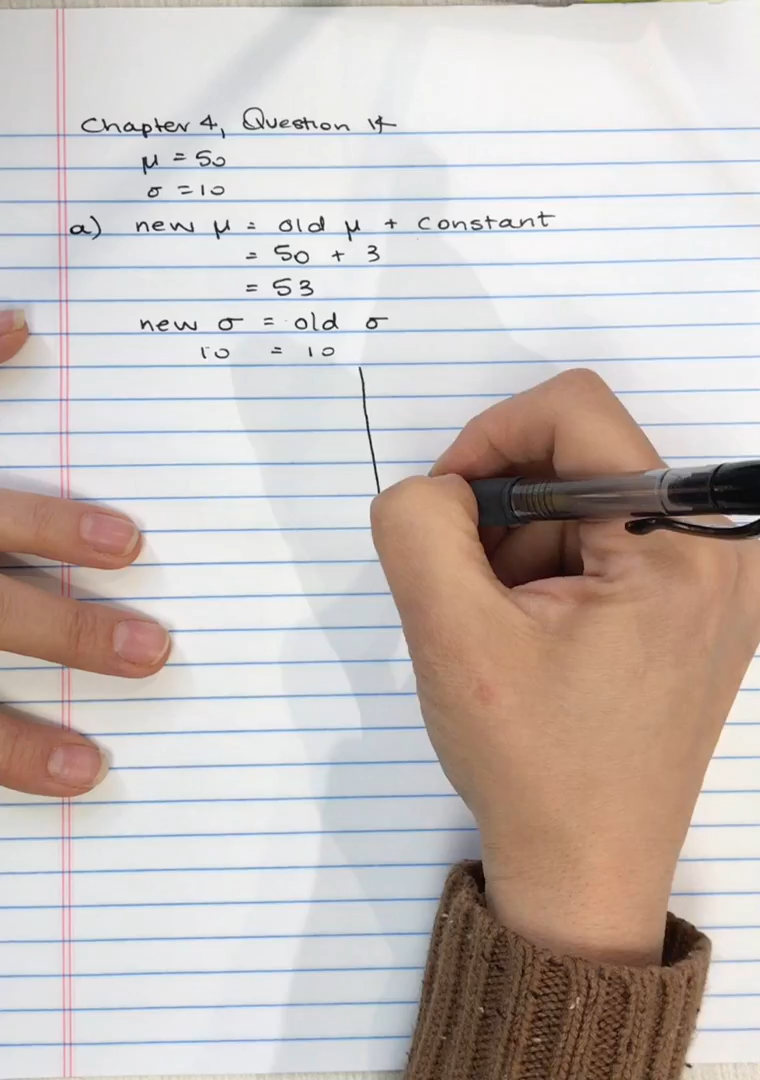 Chapter 4, Question 14
μ = 50
σ = 10
a) new μ = old μ + constant
= 50 + 3
= 53
new σ = old σ
10 = 10